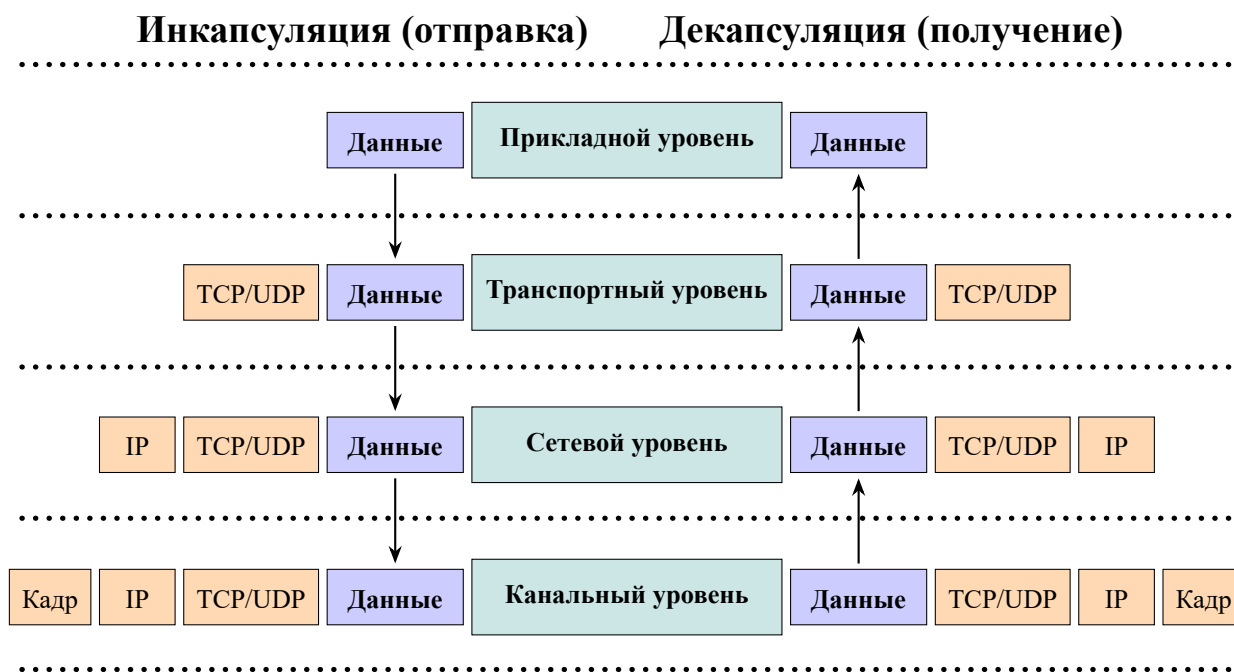 Инкапсуляция (отправка) Декапсуляция (получение)
Данные Прикладной уровень Данные
TCP/UDP Данные Транспортный уровень Данные TCP/UDP
IP TCP/UDP Данные Сетевой уровень Данные TCP/UDP IP
Кадр IP TCP/UDP Данные Канальный уровень Данные TCP/UDP IP Кадр